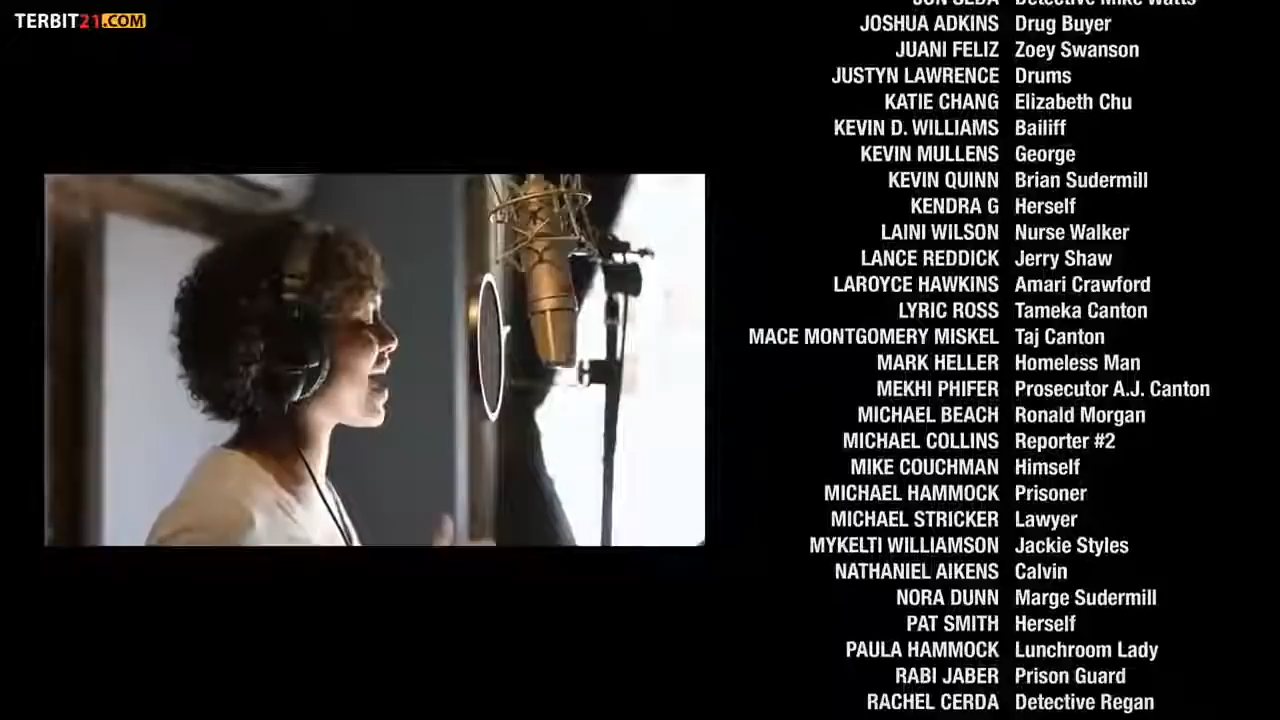 TERBIT21.COM
JON SEDA Detective Mike Watts
JOSHUA ADKINS Drug Buyer
JUANI FELIZ Zoey Swanson
JUSTYN LAWRENCE Drums
KATIE CHANG Elizabeth Chu
KEVIN D. WILLIAMS Bailiff
KEVIN MULLENS George
KEVIN QUINN Brian Sudermill
KENDRA G Herself
LAINI WILSON Nurse Walker
LANCE REDDICK Jerry Shaw
LAROYCE HAWKINS Amari Crawford
LYRIC ROSS Tameka Canton
MACE MONTGOMERY MISKEL Taj Canton
MARK HELLER Homeless Man
MEKHI PHIFER Prosecutor A.J. Canton
MICHAEL BEACH Ronald Morgan
MICHAEL COLLINS Reporter #2
MIKE COUCHMAN Himself
MICHAEL HAMMOCK Prisoner
MICHAEL STRICKER Lawyer
MYKELTI WILLIAMSON Jackie Styles
NATHANIEL AIKENS Calvin
NORA DUNN Marge Sudermill
PAT SMITH Herself
PAULA HAMMOCK Lunchroom Lady
RABI JABER Prison Guard
RACHEL CERDA Detective Regan